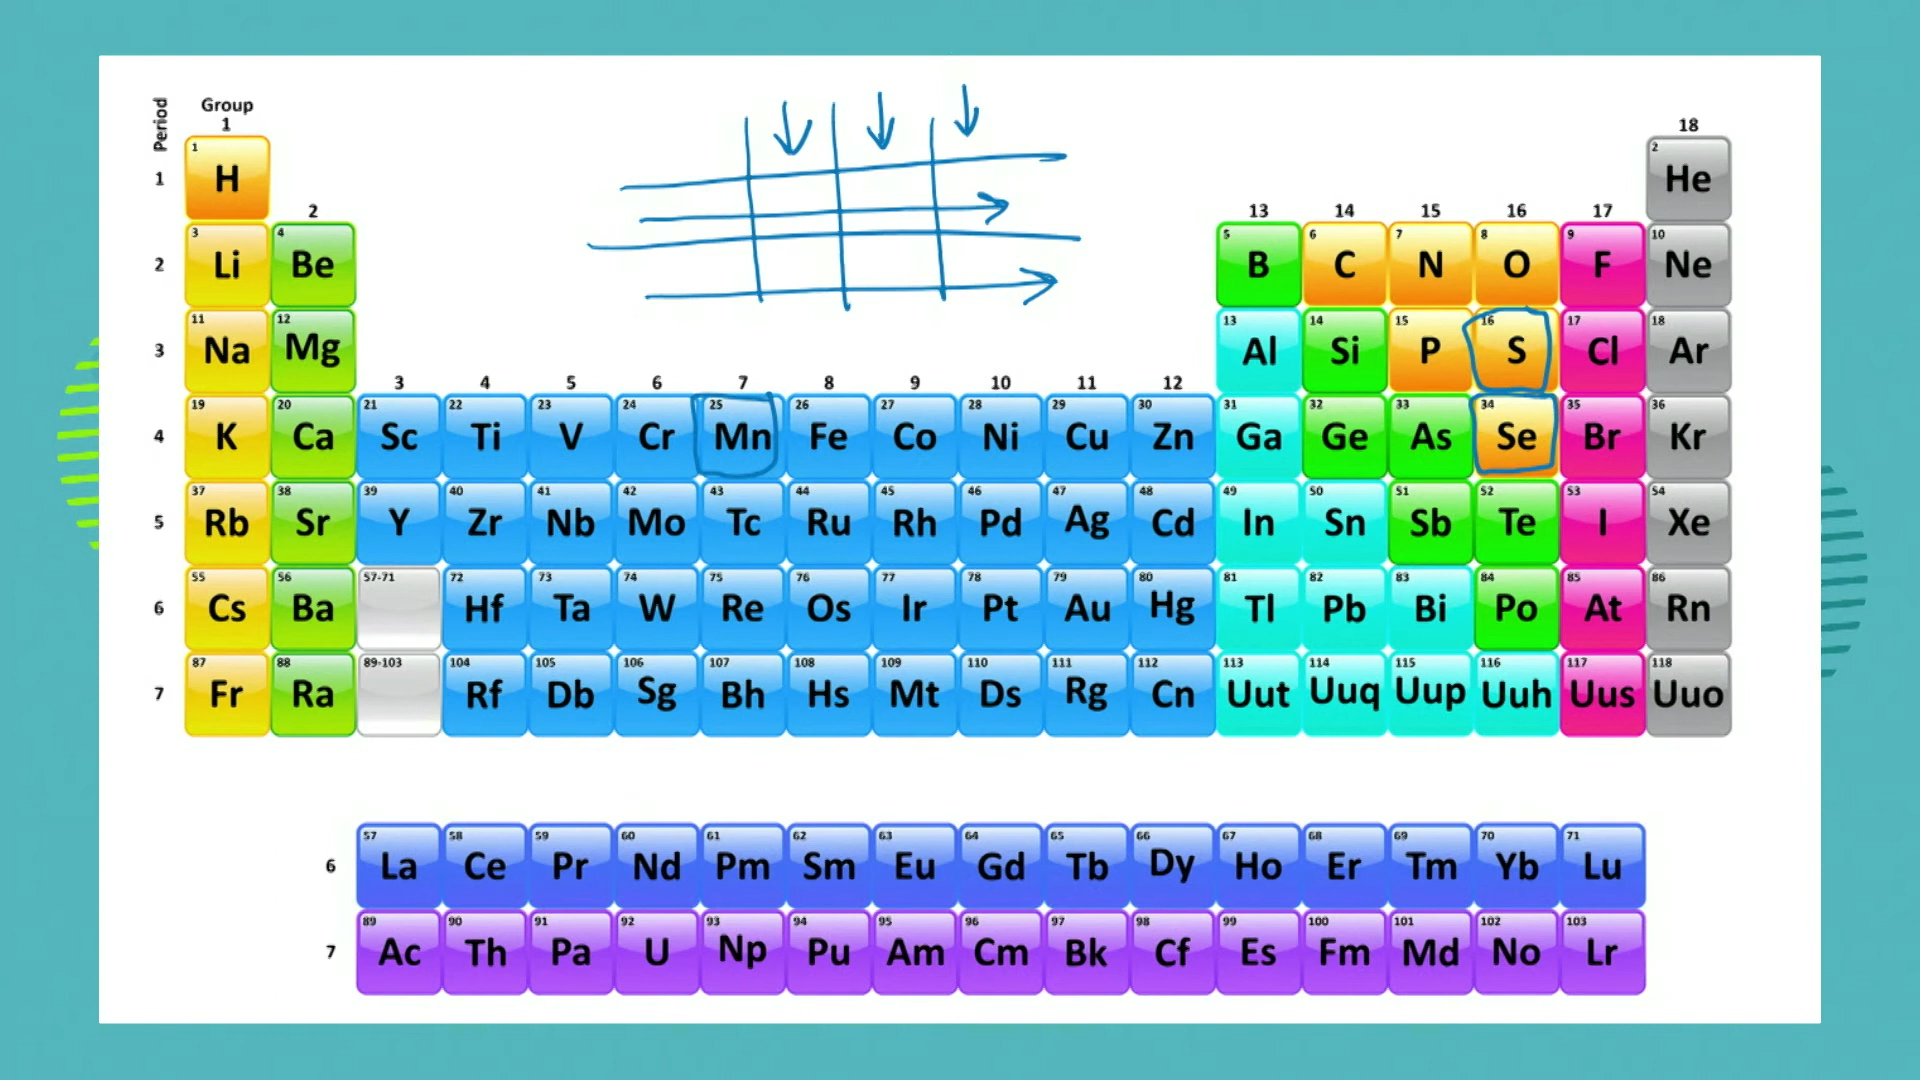 Period
Group
1 18
1 1 H 2 He
2 13 14 15 16 17
2 3 Li 4 Be 5 B 6 C 7 N 8 O 9 F 10 Ne
3 11 Na 12 Mg 13 Al 14 Si 15 P 16 S 17 Cl 18 Ar
3 4 5 6 7 8 9 10 11 12
4 19 K 20 Ca 21 Sc 22 Ti 23 V 24 Cr 25 Mn 26 Fe 27 Co 28 Ni 29 Cu 30 Zn 31 Ga 32 Ge 33 As 34 Se 35 Br 36 Kr
5 37 Rb 38 Sr 39 Y 40 Zr 41 Nb 42 Mo 43 Tc 44 Ru 45 Rh 46 Pd 47 Ag 48 Cd 49 In 50 Sn 51 Sb 52 Te 53 I 54 Xe
6 55 Cs 56 Ba 57-71 72 Hf 73 Ta 74 W 75 Re 76 Os 77 Ir 78 Pt 79 Au 80 Hg 81 Tl 82 Pb 83 Bi 84 Po 85 At 86 Rn
7 87 Fr 88 Ra 89-103 104 Rf 105 Db 106 Sg 107 Bh 108 Hs 109 Mt 110 Ds 111 Rg 112 Cn 113 Uut 114 Uuq 115 Uup 116 Uuh 117 Uus 118 Uuo
6 57 La 58 Ce 59 Pr 60 Nd 61 Pm 62 Sm 63 Eu 64 Gd 65 Tb 66 Dy 67 Ho 68 Er 69 Tm 70 Yb 71 Lu
7 89 Ac 90 Th 91 Pa 92 U 93 Np 94 Pu 95 Am 96 Cm 97 Bk 98 Cf 99 Es 100 Fm 101 Md 102 No 103 Lr